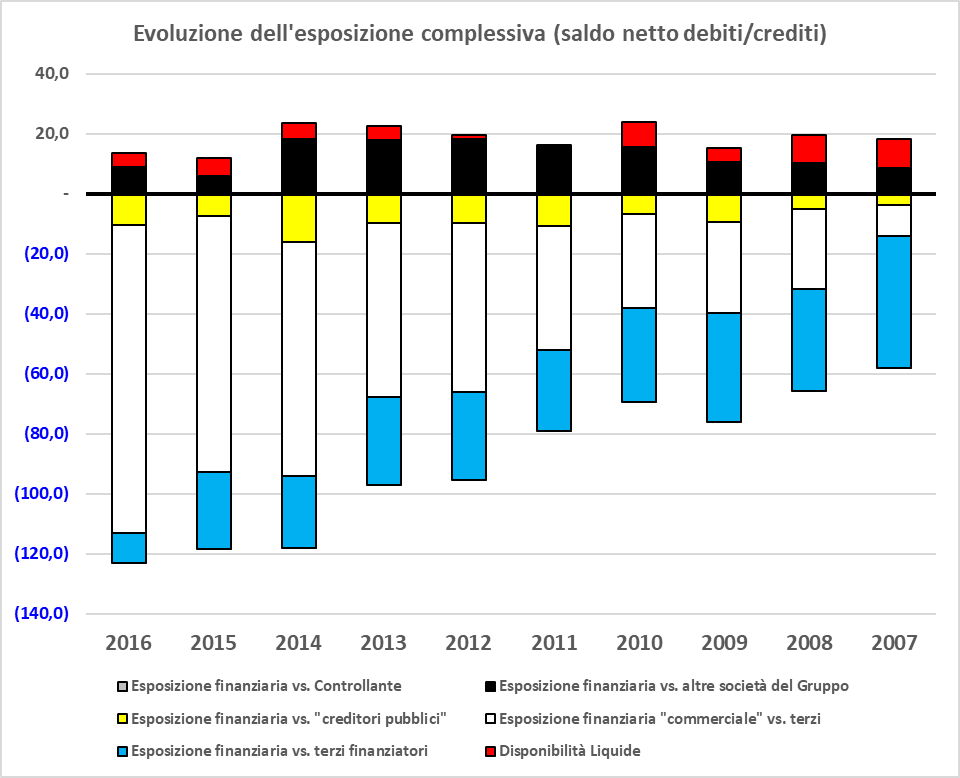 Evoluzione dell'esposizione complessiva (saldo netto debiti/crediti)
40,0
20,0
-
(20,0)
(40,0)
(60,0)
(80,0)
(100,0)
(120,0)
(140,0)
2016 2015 2014 2013 2012 2011 2010 2009 2008 2007
Esposizione finanziaria vs. Controllante
Esposizione finanziaria vs. altre società del Gruppo
Esposizione finanziaria vs. "creditori pubblici"
Esposizione finanziaria "commerciale" vs. terzi
Esposizione finanziaria vs. terzi finanziatori
Disponibilità Liquide